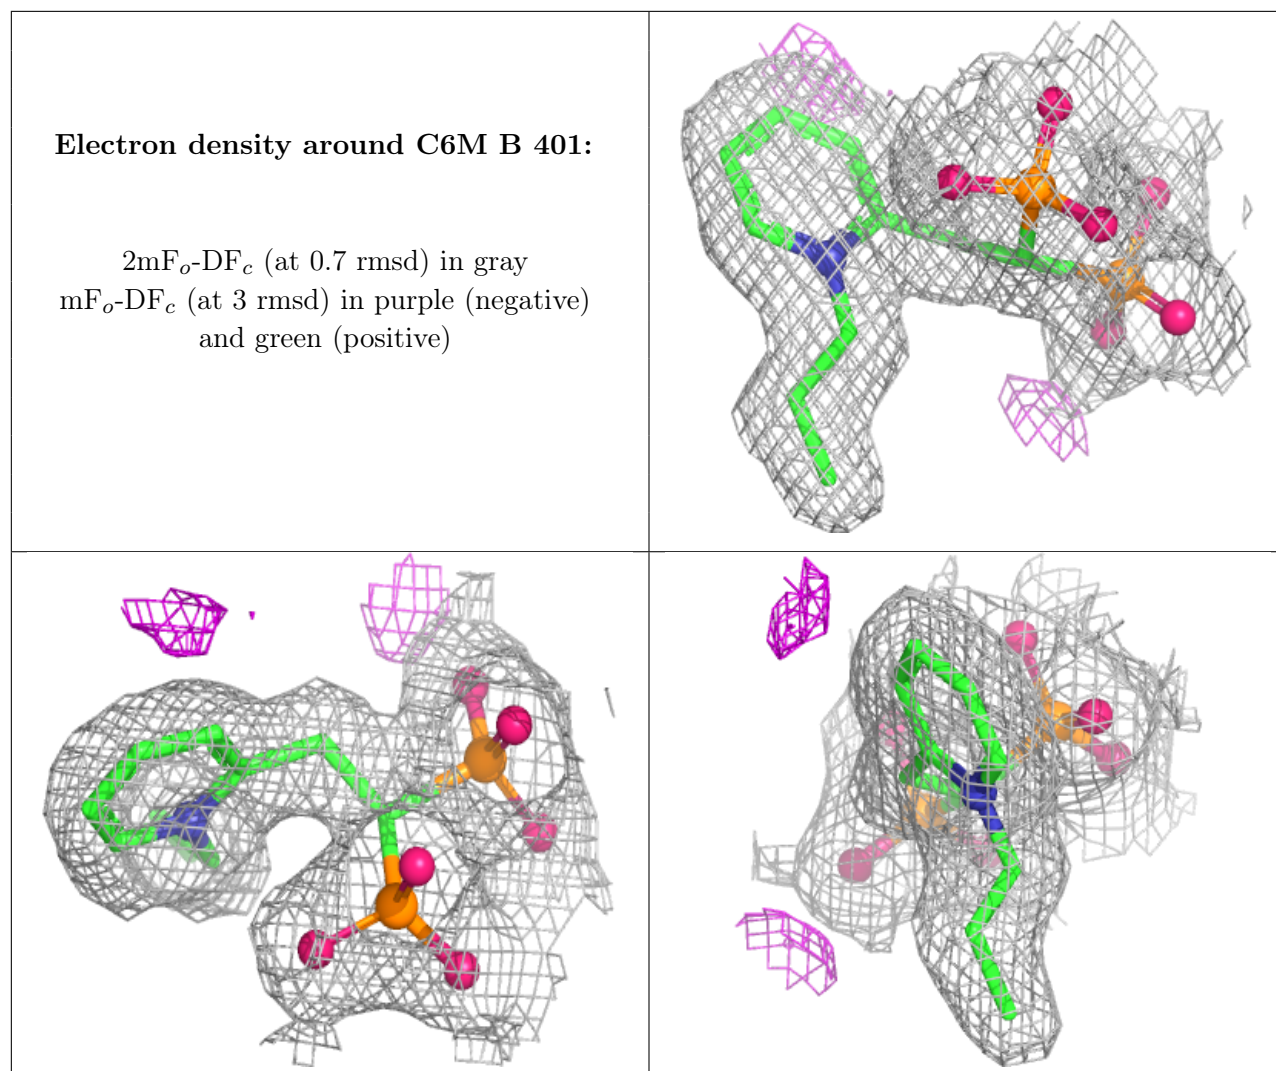 Electron density around C6M B 401:
2mFo-DFc (at 0.7 rmsd) in gray
mFo-DFc (at 3 rmsd) in purple (negative)
and green (positive)